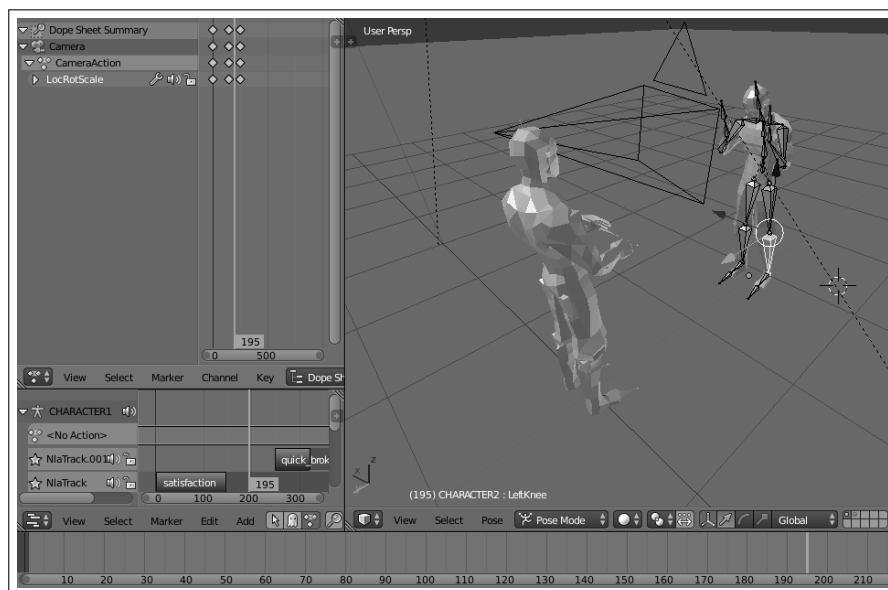 Dope Sheet Summary
Camera
CameraAction
LocRotScale
195
0 500
View Select Marker Channel Key Dope Sh
CHARACTER1
<No Action>
NlaTrack.001
quick_brok
NlaTrack
satisfaction
195
0 100 200 300
View Select Marker Edit Add
User Persp
z
x
y
(195) CHARACTER2 : LeftKnee
View Select Pose Pose Mode Global
10 20 30 40 50 60 70 80 90 100 110 120 130 140 150 160 170 180 190 200 210